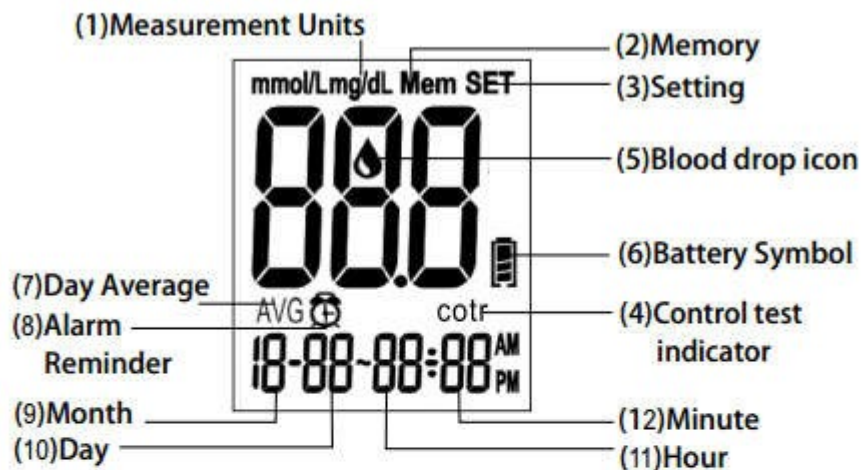 (1)Measurement Units
(2)Memory
mmol/Lmg/dL Mem SET
(3)Setting
88.8
(5)Blood drop icon
(6)Battery Symbol
(7)Day Average
AVG cotr
(4)Control test
indicator
(8)Alarm
Reminder
18-88~88:88 AM
PM
(9)Month
(12)Minute
(10)Day
(11)Hour